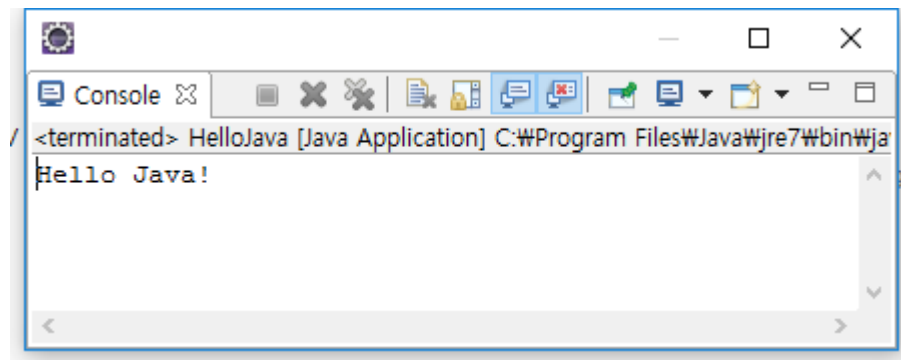 Console
<terminated> HelloJava [Java Application] C:₩Program Files₩Java₩jre7₩bin₩ja
Hello Java!